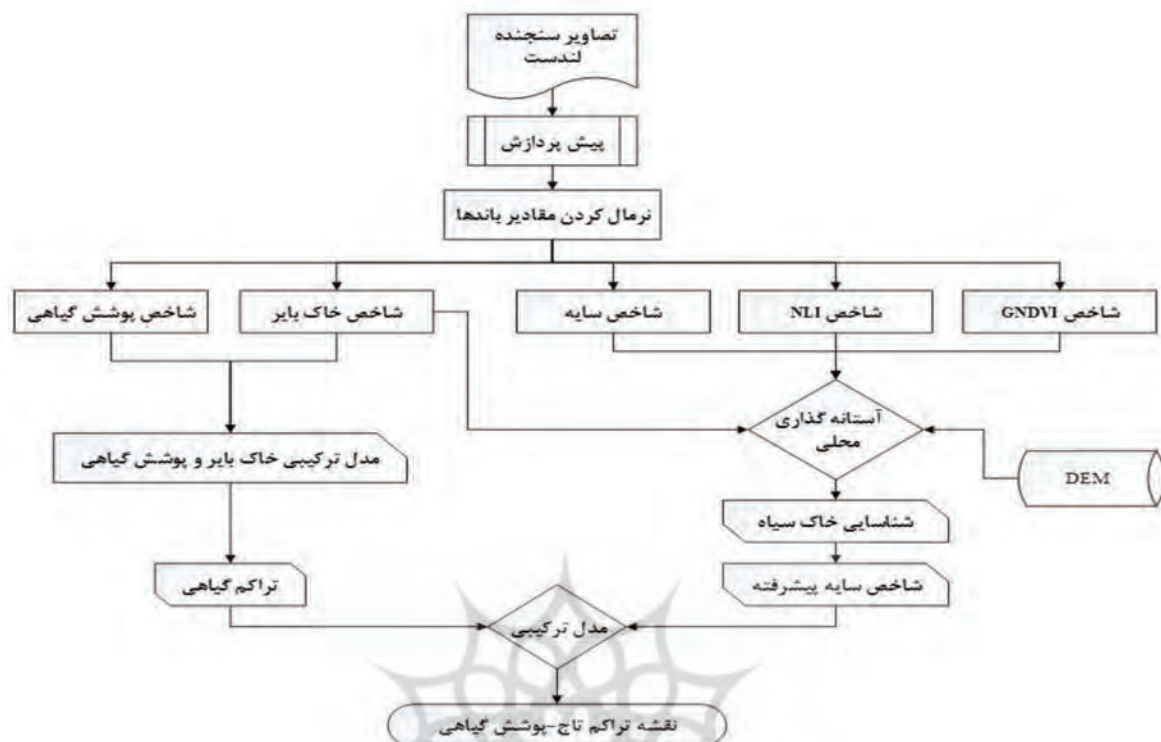 تصاویر سنجنده
لندست
پیش پردازش
نرمال کردن مقادیر باندها
شاخص GNDVI
شاخص NLI
شاخص سایه
شاخص خاک بایر
شاخص پوشش گیاهی
آستانه گذاری
محلی
مدل ترکیبی خاک بایر و پوشش گیاهی
DEM
شناسایی خاک سیاه
شاخص سایه پیشرفته
تراکم گیاهی
مدل ترکیبی
نقشه تراکم تاج-پوشش گیاهی